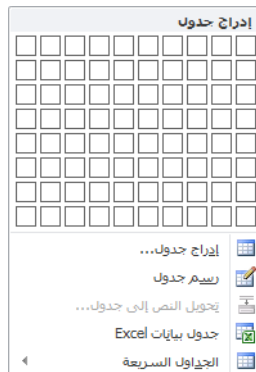 إدراج جدول
إدراج جدول...
رسم جدول
تحويل النص إلى جدول...
جدول بيانات Excel
الجداول السريعة